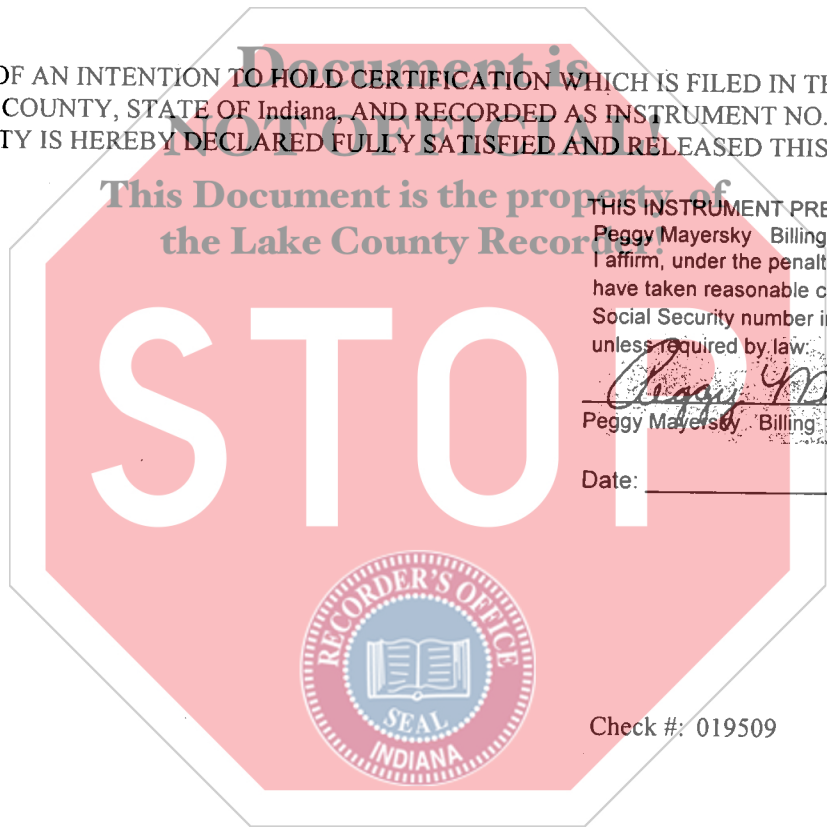 Document is
OF AN INTENTION TO HOLD CERTIFICATION WHICH IS FILED IN TH
COUNTY, STATE OF Indiana, AND RECORDED AS INSTRUMENT NO.
NOT OFFICIAL!
TY IS HEREBY DECLARED FULLY SATISFIED AND RELEASED THIS
This Document is the property of
the Lake County Recorder!
THIS INSTRUMENT PRE
Peggy Mayersky Billing
I affirm, under the penalt
have taken reasonable c
Social Security number i
unless required by law.
Peggy M
Peggy Mayersky Billing
Date:
STOP
RECORDER'S OFFICE
SEAL
INDIANA
Check #: 019509